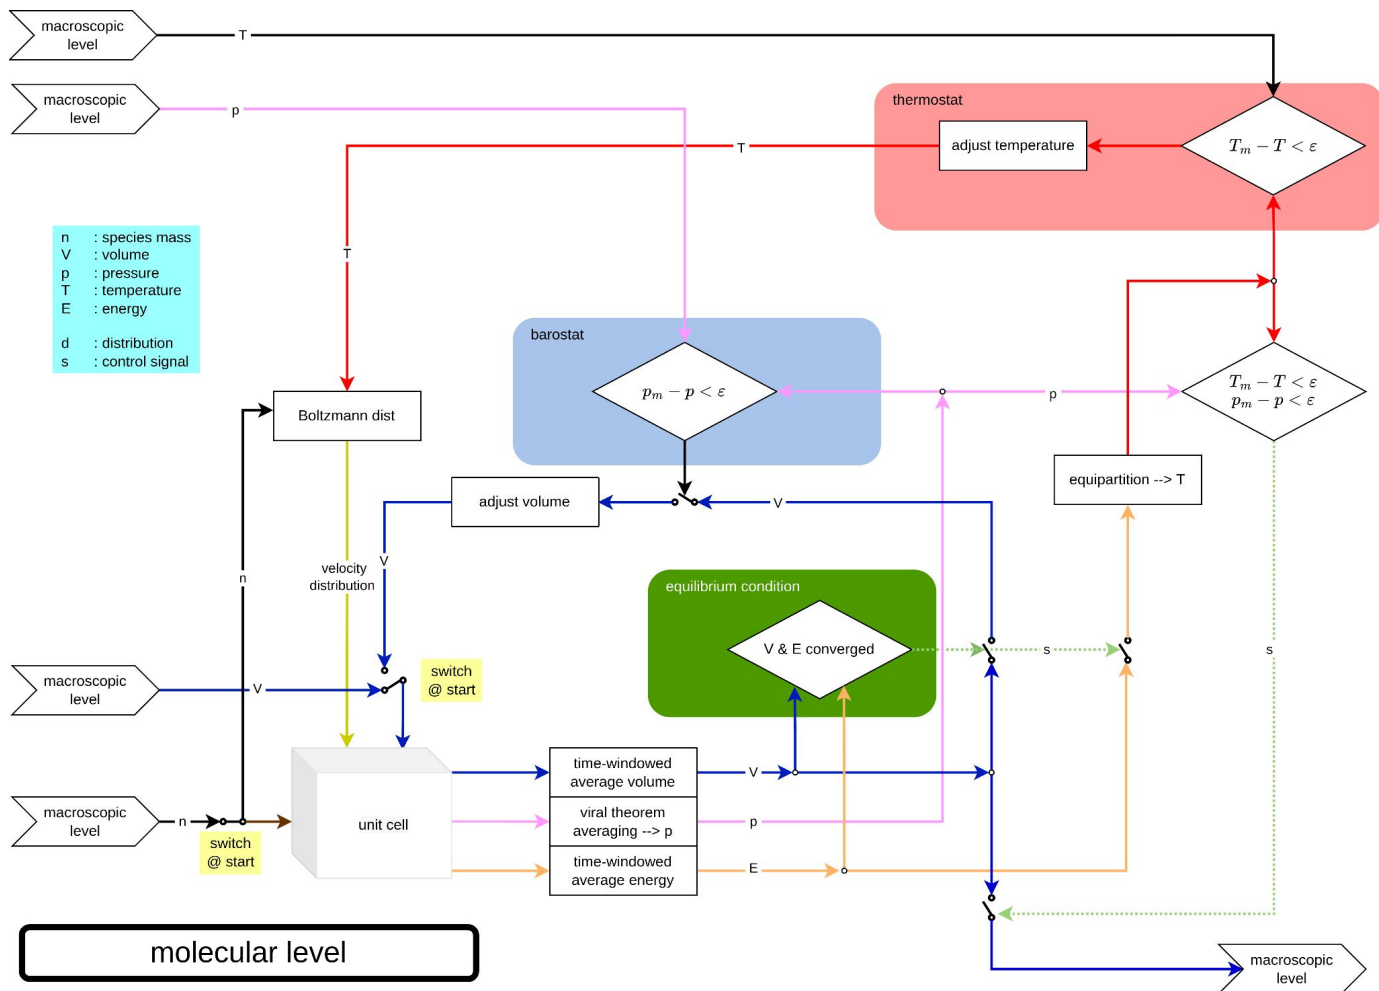 macroscopic
level
T
macroscopic
level
p
thermostat
adjust temperature
T_m − T < ε
T
T
n : species mass
V : volume
p : pressure
T : temperature
E : energy
d : distribution
s : control signal
barostat
p_m − p < ε
p
T_m − T < ε
p_m − p < ε
Boltzmann dist
equipartition --> T
adjust volume
V
V
velocity
distribution
n
equilibrium condition
V & E converged
s
s
macroscopic
level
V
switch
@ start
time-windowed
average volume
V
macroscopic
level
n
switch
@ start
unit cell
viral theorem
averaging --> p
p
time-windowed
average energy
E
molecular level
macroscopic
level